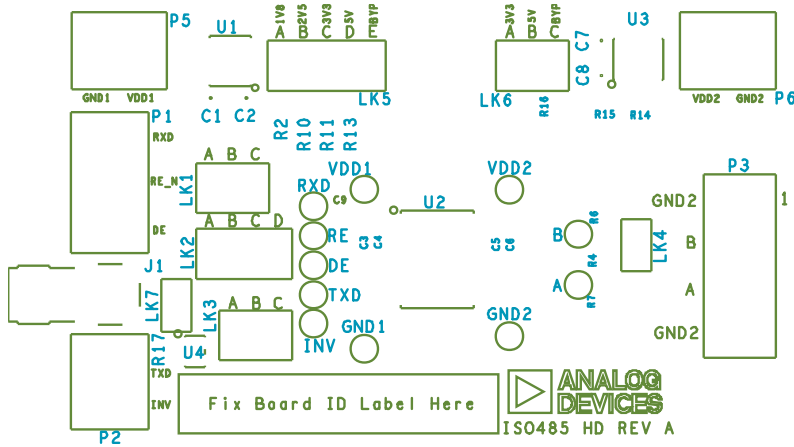 P5
U1
1V8 2V5 3V3 5V BYP
A B C D E
3V3 5V BYP
A B C
C7
U3
C8
GND1 VDD1
C1 C2
LK5
LK6
R16
R15 R14
VDD2 GND2
P6
P1
RXD
R2 R10 R11 R13
RE_N
A B C
LK1
RXD
VDD1
C9
VDD2
P3
GND2
1
A B C D
LK2
RE
U2
C3 C4
C5 C6
B
R6
LK4
B
DE
DE
R4
J1
LK7
A B C
LK3
TXD
A
R7
A
GND1
GND2
GND2
R17
U4
INV
TXD
INV
P2
Fix Board ID Label Here
ANALOG
DEVICES
ISO485 HD REV A